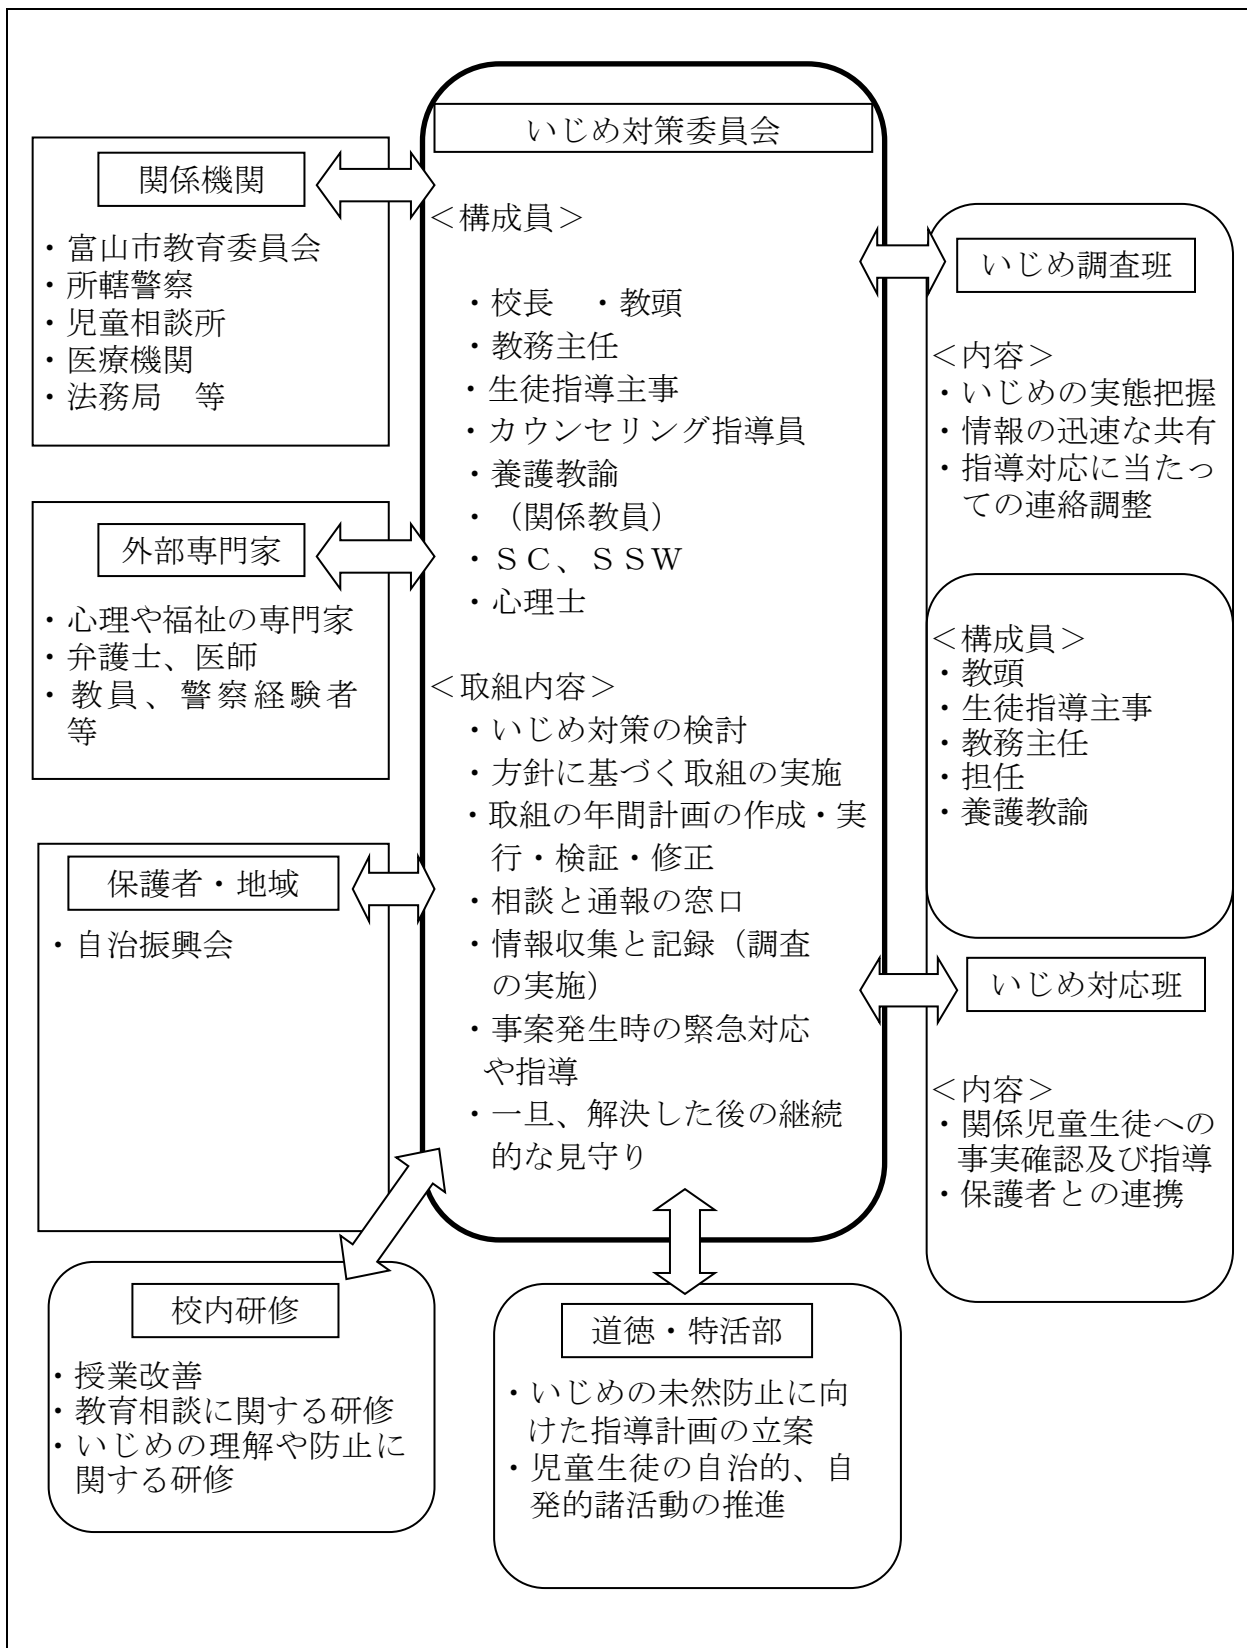 いじめ対策委員会
<構成員>
・校長　・教頭
・教務主任
・生徒指導主事
・カウンセリング指導員
・養護教諭
・（関係教員）
・ＳＣ、ＳＳＷ
・心理士
<取組内容>
・いじめ対策の検討
・方針に基づく取組の実施
・取組の年間計画の作成・実
行・検証・修正
・相談と通報の窓口
・情報収集と記録（調査
の実施）
・事案発生時の緊急対応
や指導
・一旦、解決した後の継続
的な見守り
関係機関
・富山市教育委員会
・所轄警察
・児童相談所
・医療機関
・法務局　等
外部専門家
・心理や福祉の専門家
・弁護士、医師
・教員、警察経験者
等
保護者・地域
・自治振興会
校内研修
・授業改善
・教育相談に関する研修
・いじめの理解や防止に
関する研修
道徳・特活部
・いじめの未然防止に向
けた指導計画の立案
・児童生徒の自治的、自
発的諸活動の推進
いじめ調査班
<内容>
・いじめの実態把握
・情報の迅速な共有
・指導対応に当たっ
ての連絡調整
<構成員>
・教頭
・生徒指導主事
・教務主任
・担任
・養護教諭
いじめ対応班
<内容>
・関係児童生徒への
事実確認及び指導
・保護者との連携